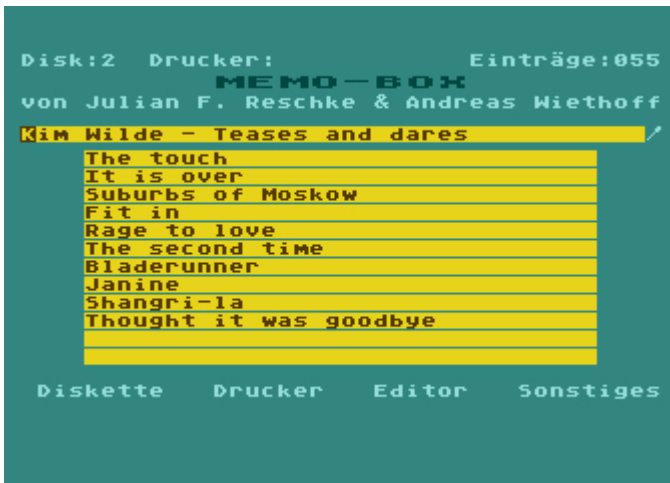 Disk:2 Drucker: Einträge:055
MEMO-BOX
von Julian F. Reschke & Andreas Wiethoff
Kim Wilde - Teases and dares
The touch
It is over
Suburbs of Moskow
Fit in
Rage to love
The second time
Bladerunner
Janine
Shangri-la
Thought it was goodbye
Diskette Drucker Editor Sonstiges